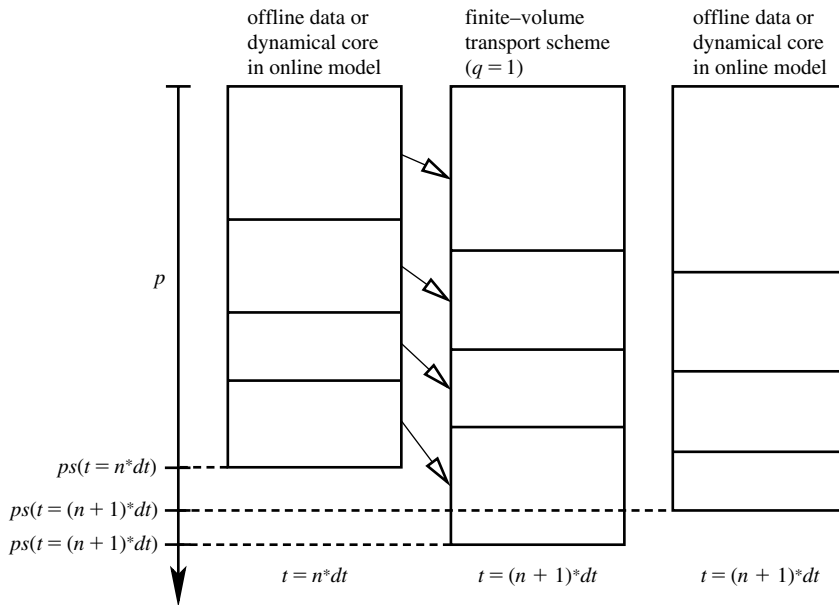 offline data or
dynamical core
in online model
finite–volume
transport scheme
(q = 1)
offline data or
dynamical core
in online model
p
ps(t = n*dt)
ps(t = (n + 1)*dt)
ps(t = (n + 1)*dt)
t = n*dt
t = (n + 1)*dt
t = (n + 1)*dt